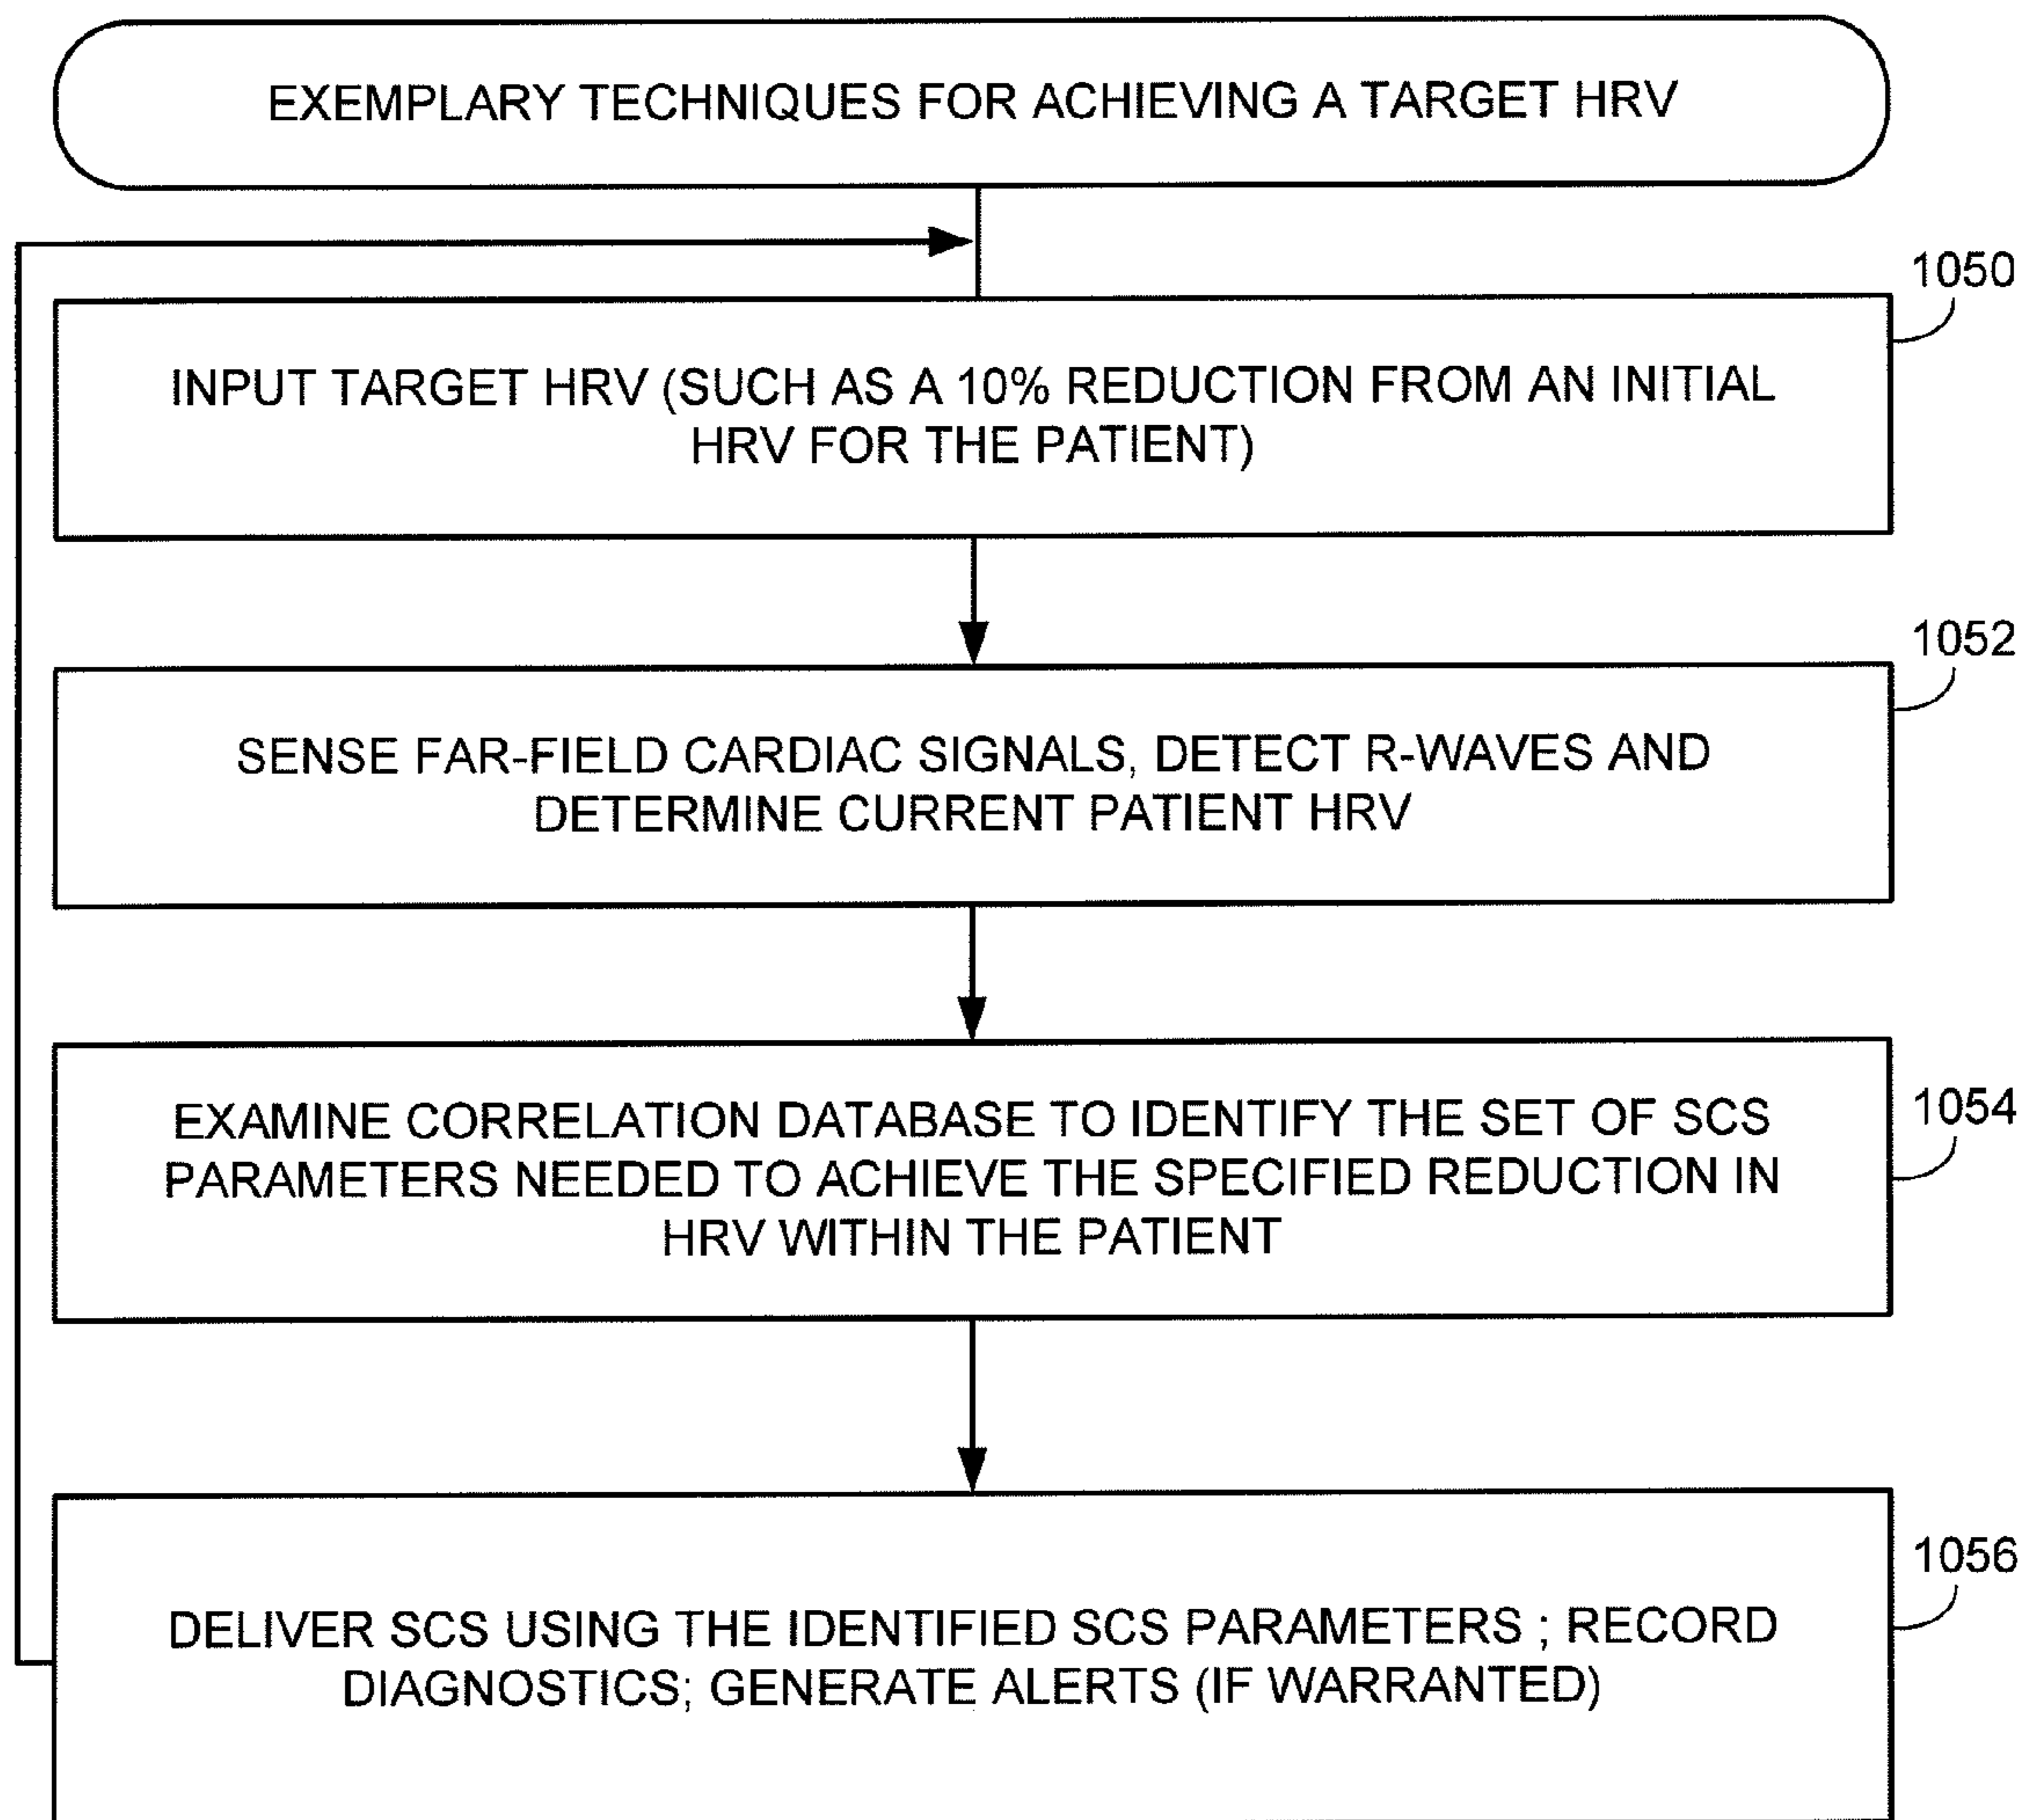 EXEMPLARY TECHNIQUES FOR ACHIEVING A TARGET HRV
1050
INPUT TARGET HRV (SUCH AS A 10% REDUCTION FROM AN INITIAL
HRV FOR THE PATIENT)
1052
SENSE FAR-FIELD CARDIAC SIGNALS, DETECT R-WAVES AND
DETERMINE CURRENT PATIENT HRV
1054
EXAMINE CORRELATION DATABASE TO IDENTIFY THE SET OF SCS
PARAMETERS NEEDED TO ACHIEVE THE SPECIFIED REDUCTION IN
HRV WITHIN THE PATIENT
1056
DELIVER SCS USING THE IDENTIFIED SCS PARAMETERS ; RECORD
DIAGNOSTICS; GENERATE ALERTS (IF WARRANTED)